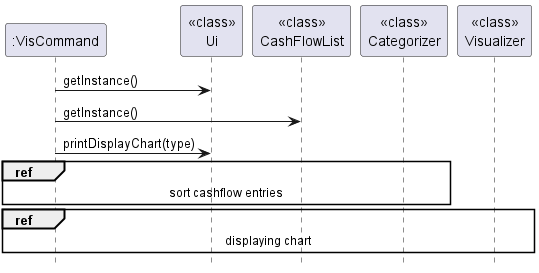 :VisCommand
«class»
Ui
«class»
CashFlowList
«class»
Categorizer
«class»
Visualizer
getInstance()
getInstance()
printDisplayChart(type)
ref
sort cashflow entries
ref
displaying chart